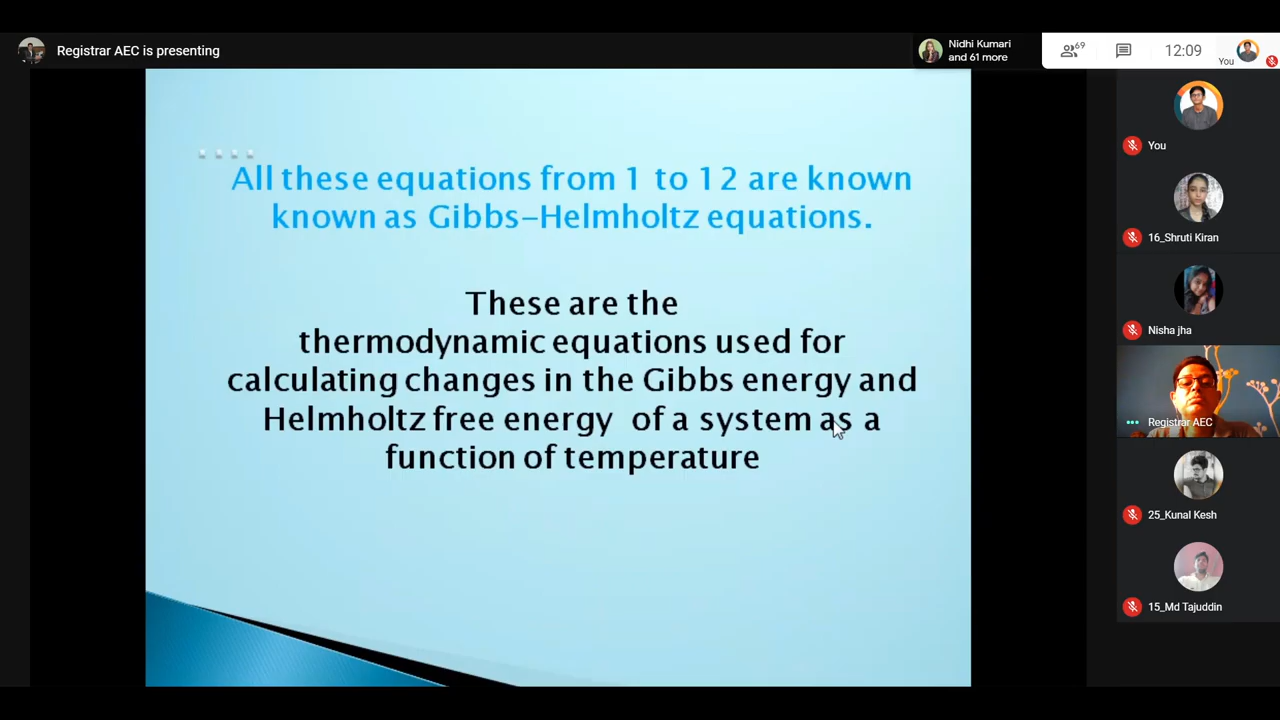 Registrar AEC is presenting
Nidhi Kumari
and 61 more
69
12:09
You
....
All these equations from 1 to 12 are known
known as Gibbs-Helmholtz equations.
These are the
thermodynamic equations used for
calculating changes in the Gibbs energy and
Helmholtz free energy of a system as a
function of temperature
You
16_Shruti Kiran
Nisha jha
Registrar AEC
25_Kunal Kesh
15_Md Tajuddin